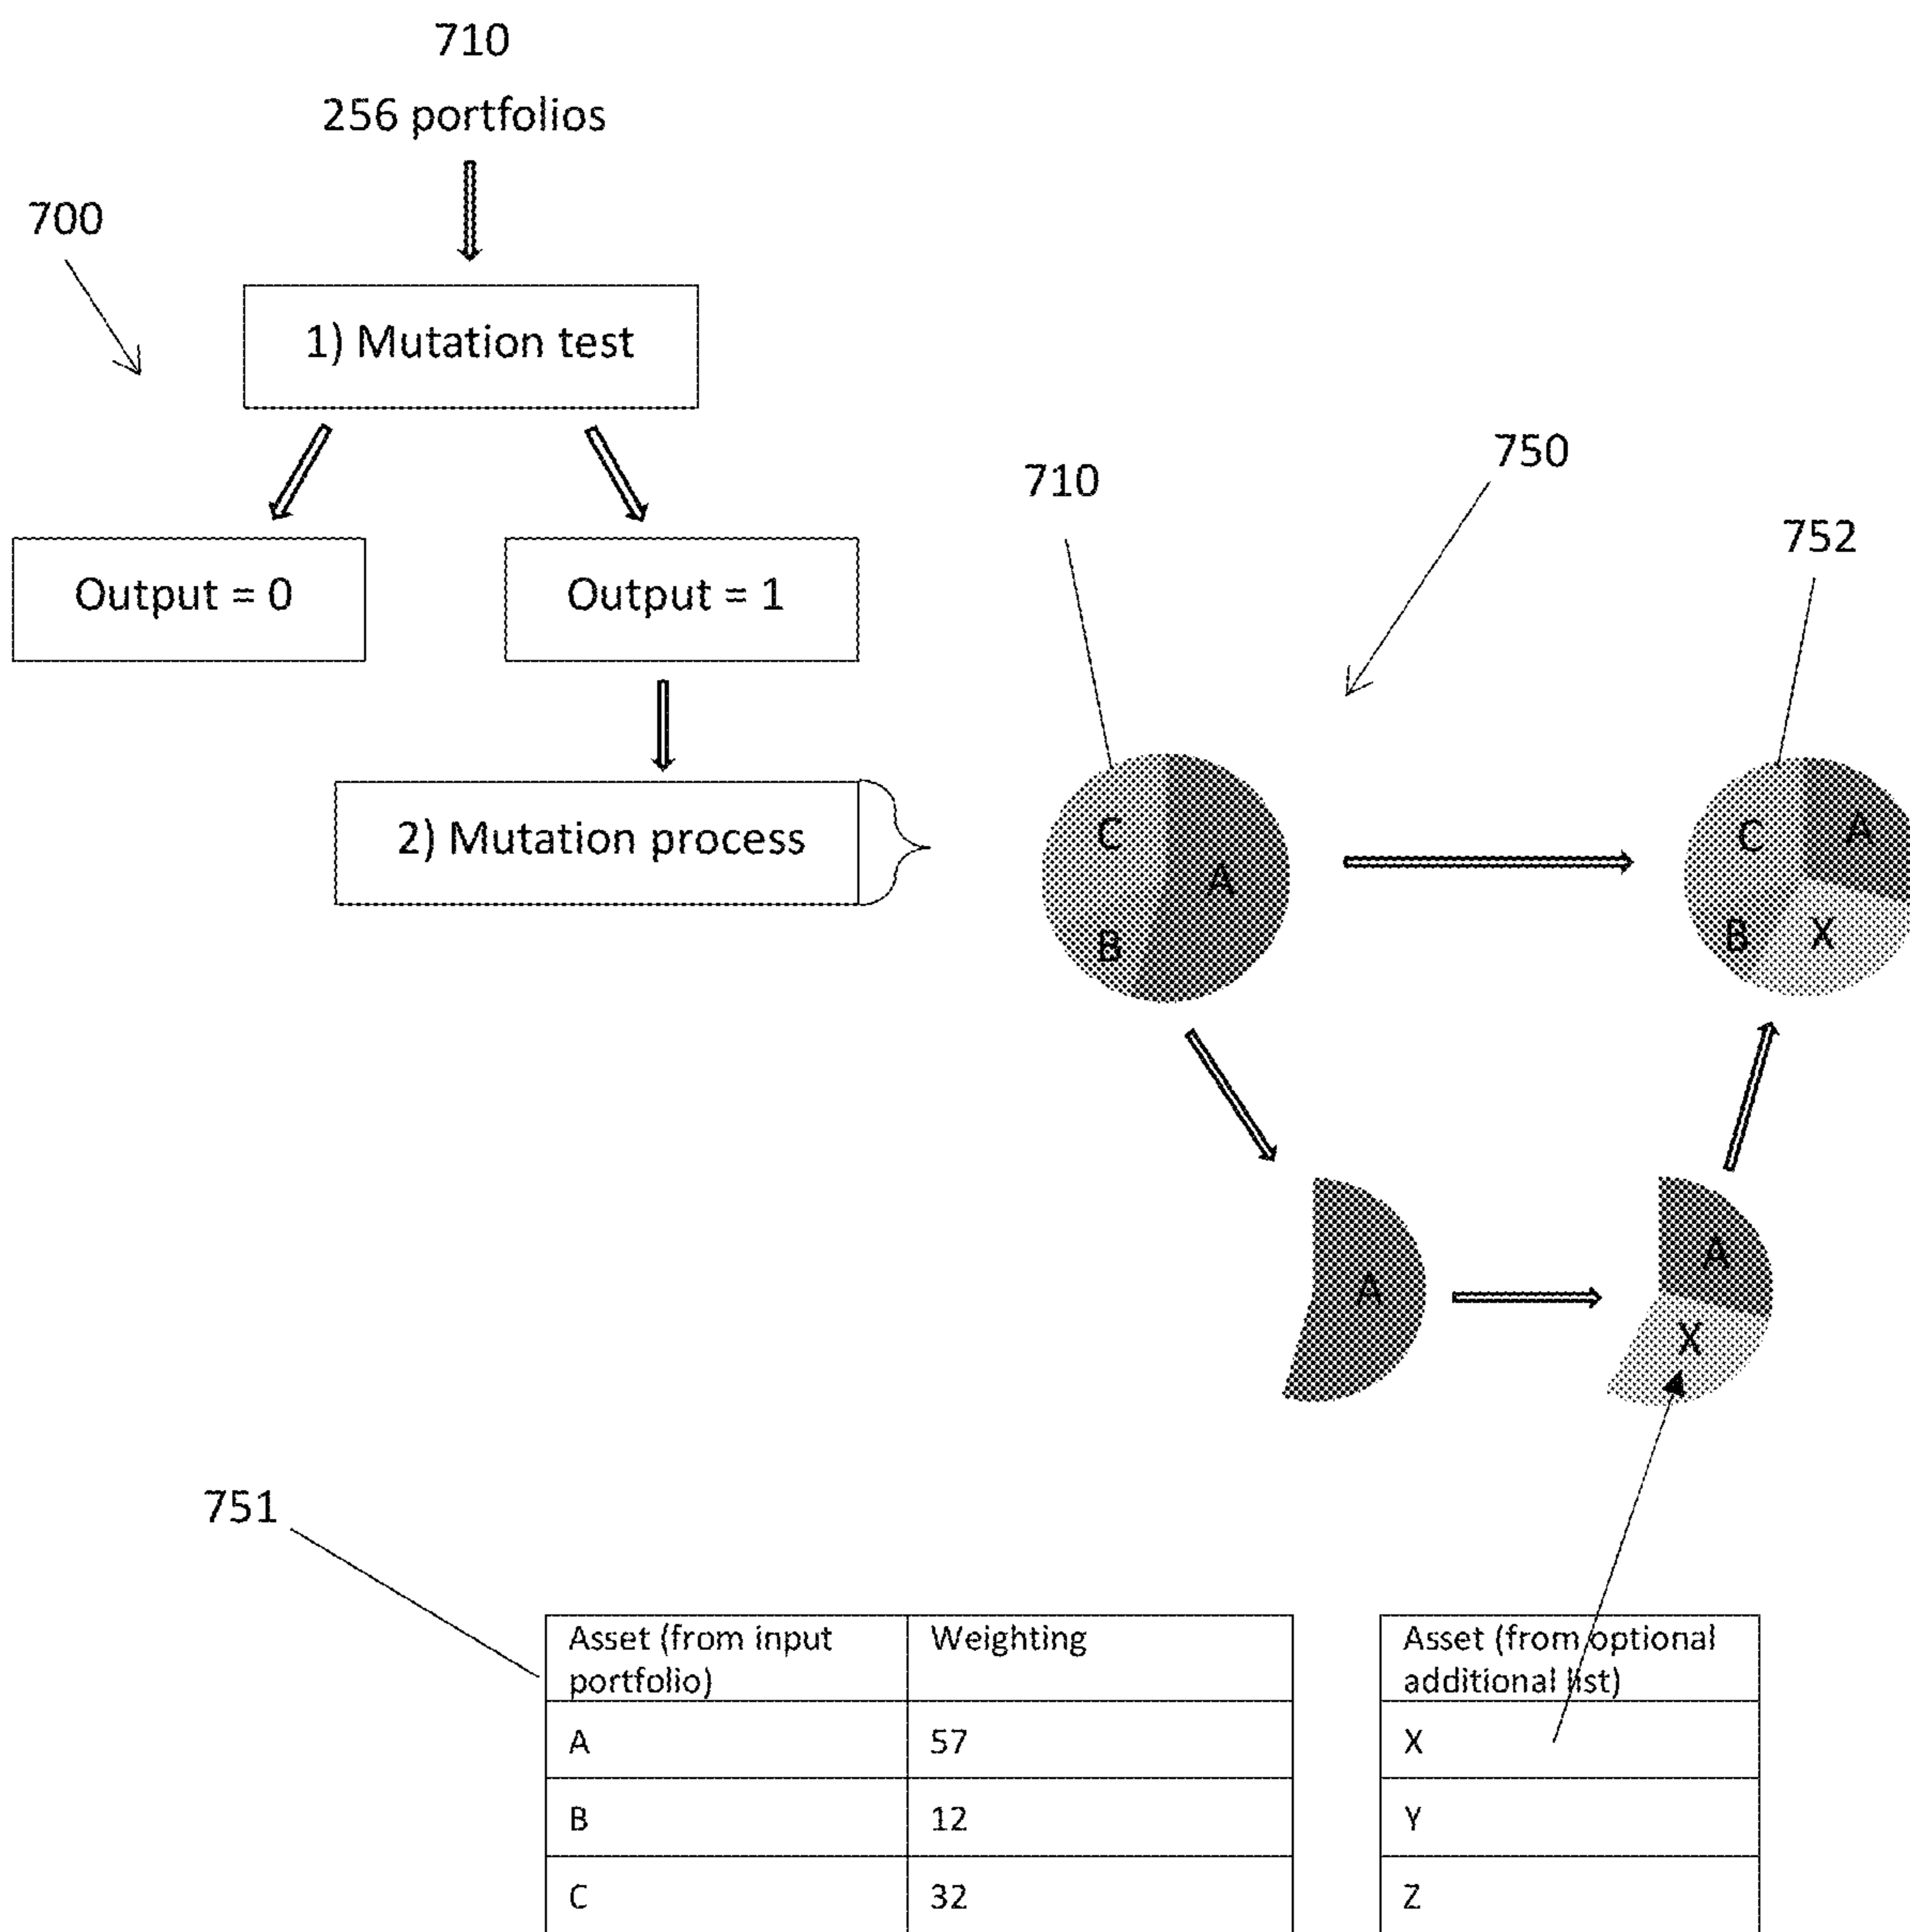 710
256 portfolios
700
1) Mutation test
Output = 0
Output = 1
2) Mutation process
710
750
752
C
A
B
C
A
B
X
A
A
X
751
Asset (from input
portfolio)
Weighting
A
57
B
12
C
32
Asset (from optional
additional list)
X
Y
Z